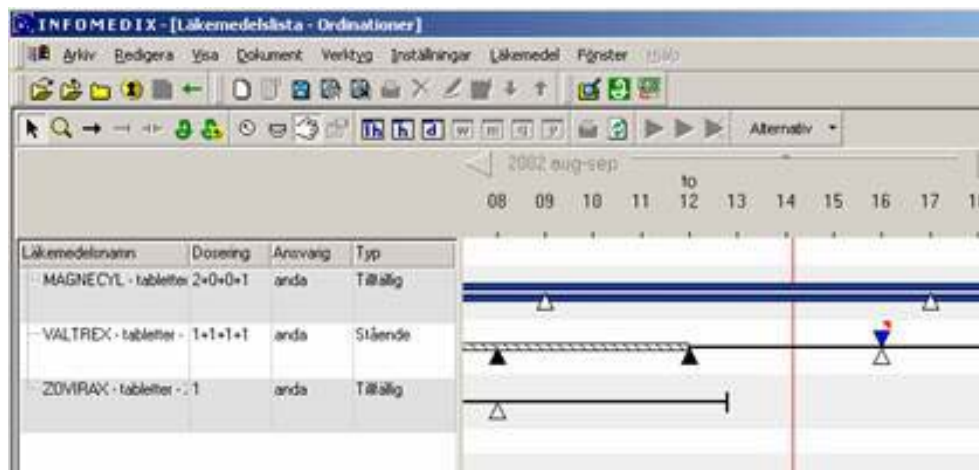 INFOMEDIX - [Läkemedelslista - Ordinationer]
Arkiv Redigera Visa Dokument Verktyg Inställningar Läkemedel Fönster Hjälp
1h h d w m q y Alternativ
2002 aug-sep
to
08 09 10 11 12 13 14 15 16 17
Läkemedelsnamn Dosering Ansvarig Typ
MAGNECYL - tabletter 2+0+0+1 anda Tillfällig
VALTREX - tabletter - 1+1+1+1 anda Stående
ZOVIRAX - tabletter - . 1 anda Tillfällig